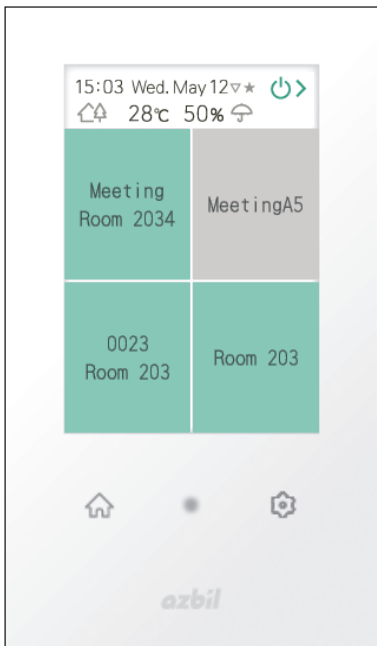 15:03 Wed. May 12▽★
28℃ 50%
Meeting
Room 2034
MeetingA5
0023
Room 203
Room 203
azbil